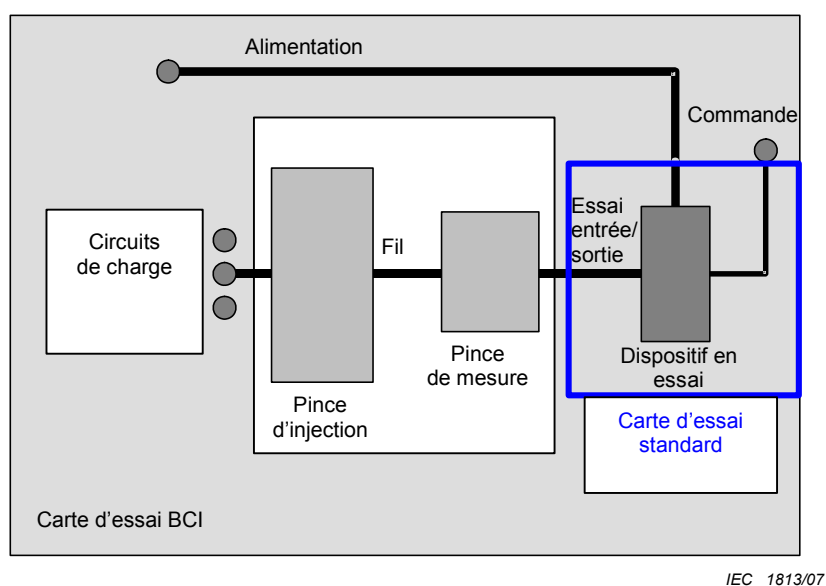 Alimentation
Commande
Essai
entrée/
sortie
Circuits
de charge
Fil
Pince
de mesure
Dispositif en
essai
Pince
d'injection
Carte d'essai
standard
Carte d'essai BCI
IEC 1813/07